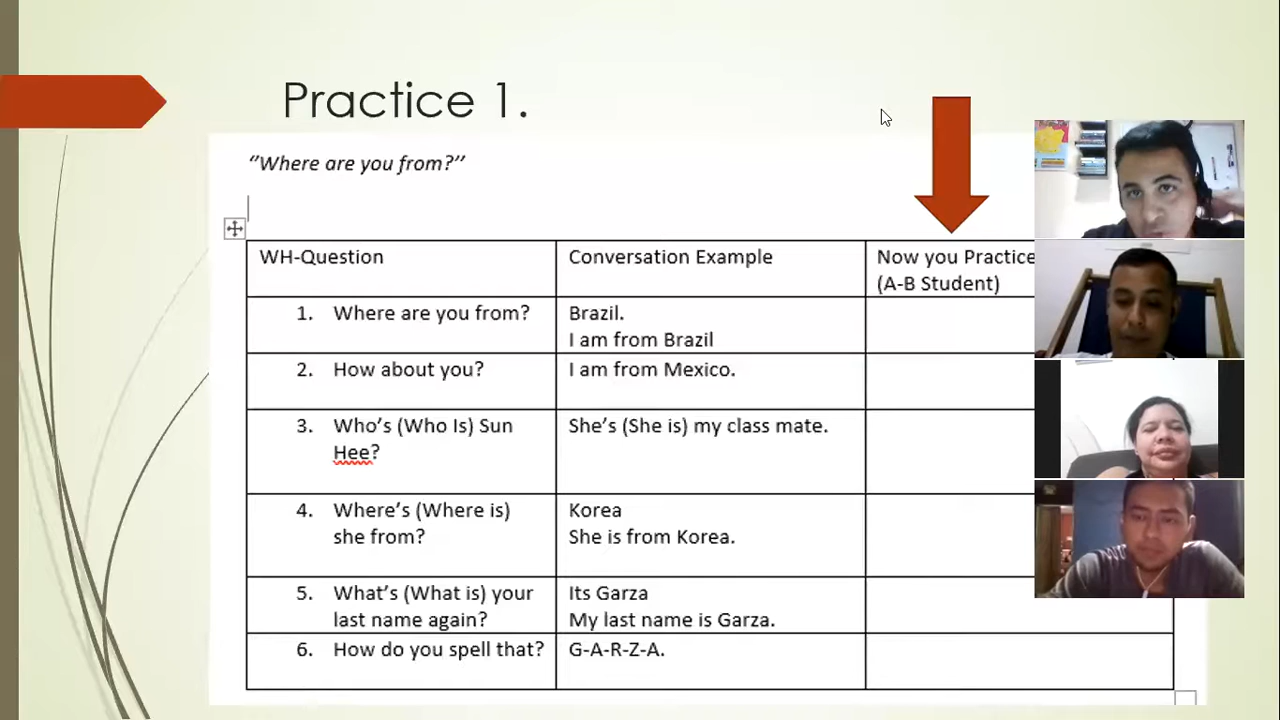 Practice 1.
"Where are you from?"
WH-Question
Conversation Example
Now you Practice
(A-B Student)
1. Where are you from?
Brazil.
I am from Brazil
2. How about you?
I am from Mexico.
3. Who's (Who Is) Sun
Hee?
She's (She is) my class mate.
4. Where's (Where is)
she from?
Korea
She is from Korea.
5. What's (What is) your
last name again?
Its Garza
My last name is Garza.
6. How do you spell that?
G-A-R-Z-A.